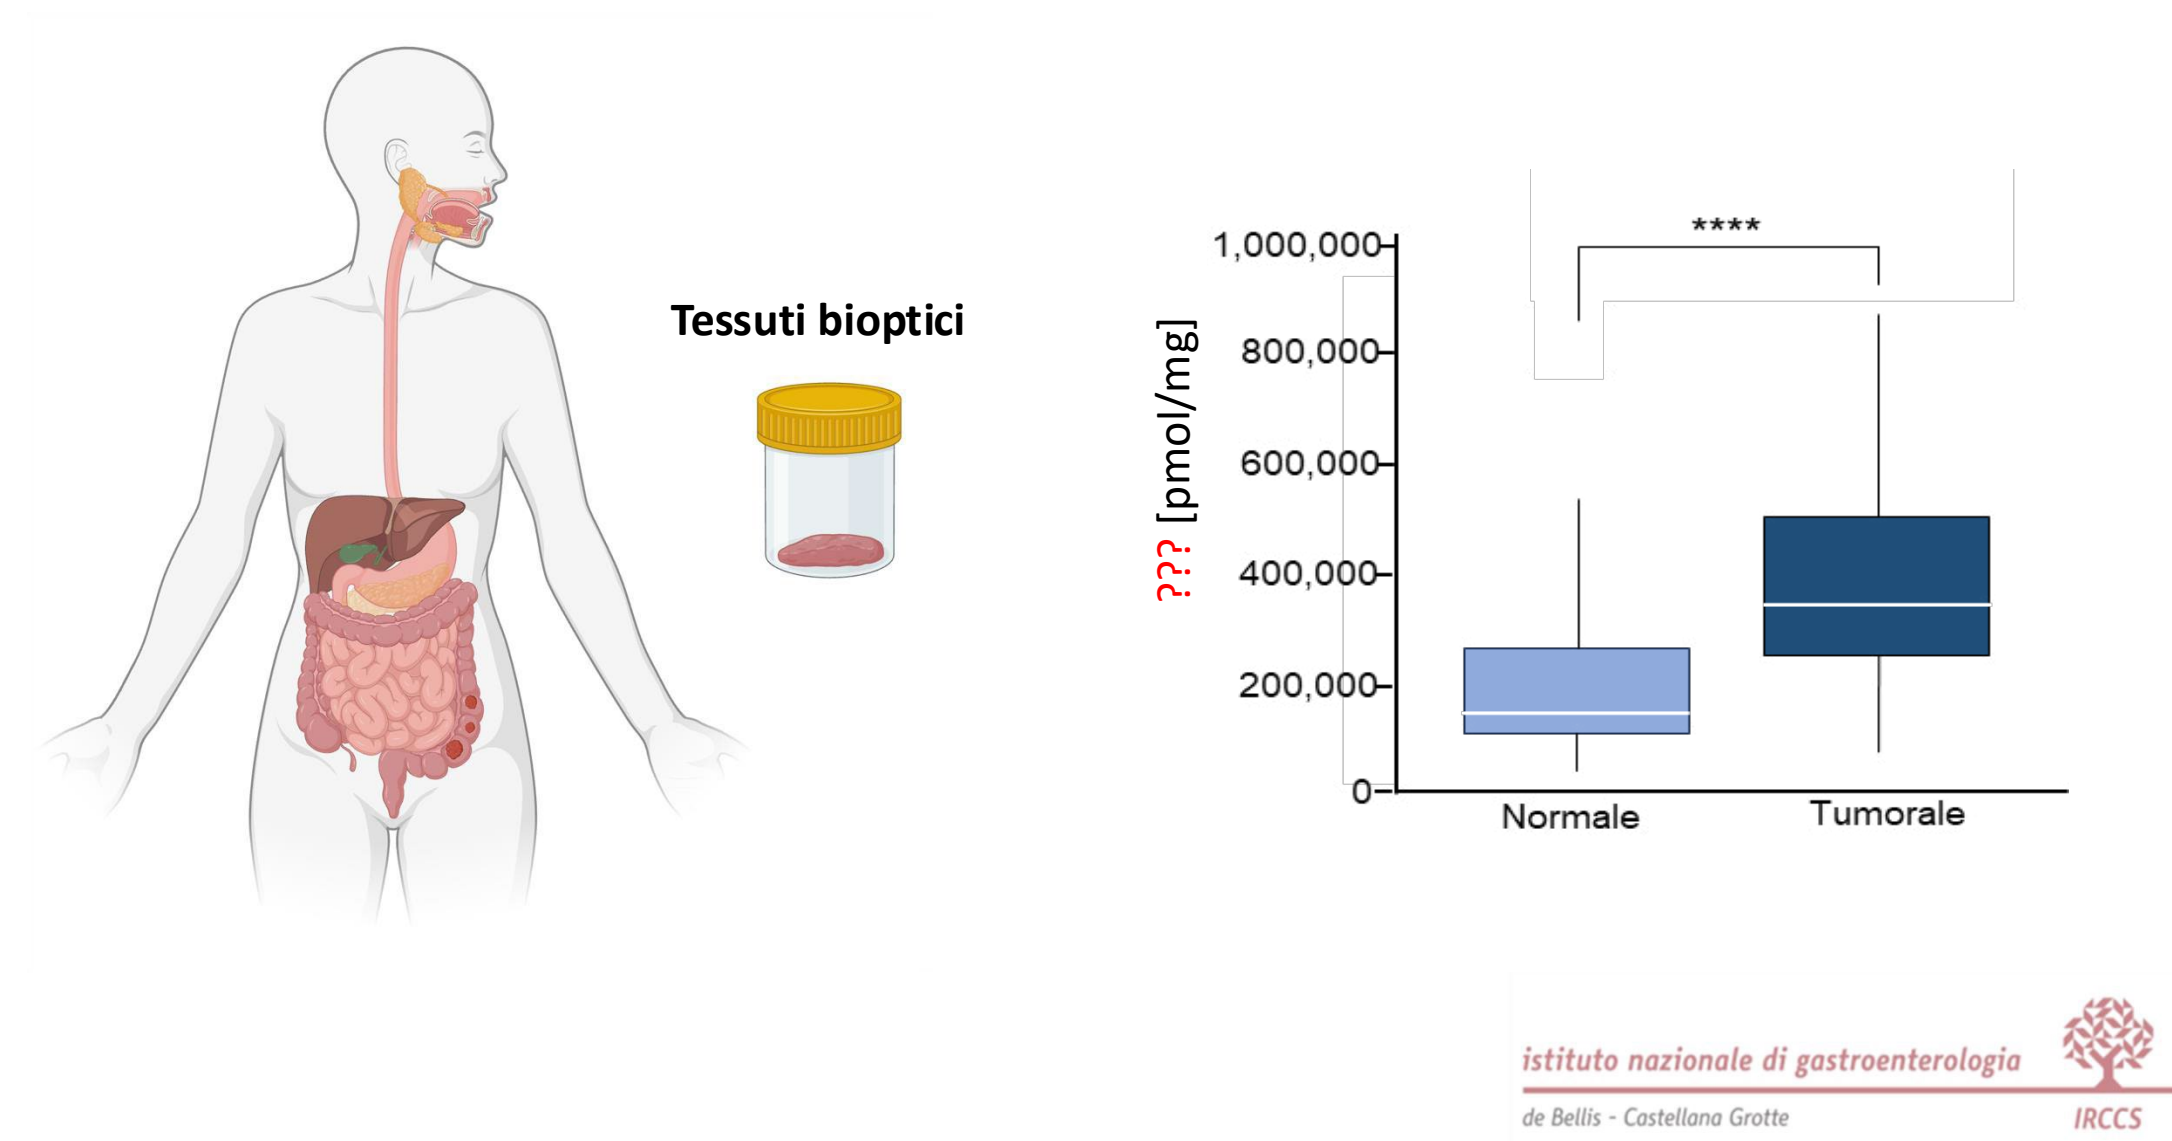 Tessuti bioptici
****
1,000,000
800,000
600,000
400,000
200,000
0
??? [pmol/mg]
Normale
Tumorale
istituto nazionale di gastroenterologia
de Bellis - Castellana Grotte
IRCCS